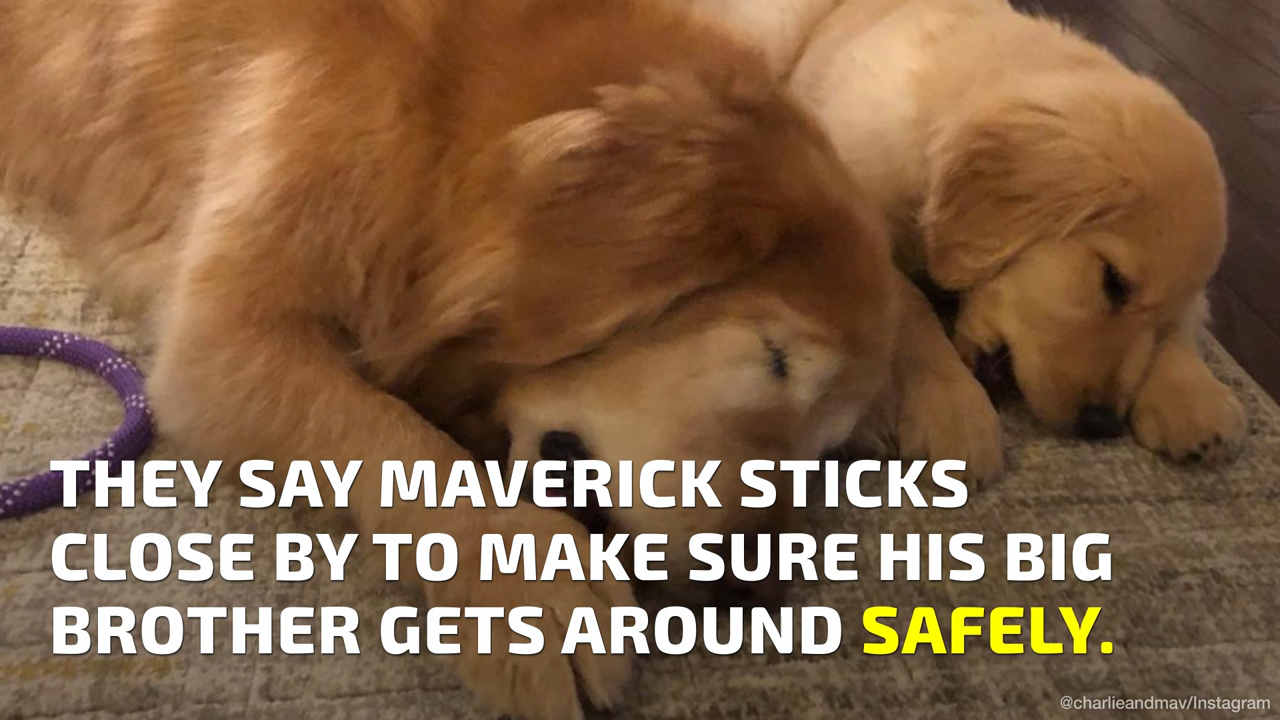 THEY SAY MAVERICK STICKS
CLOSE BY TO MAKE SURE HIS BIG
BROTHER GETS AROUND SAFELY.
@charlieandmav/Instagram